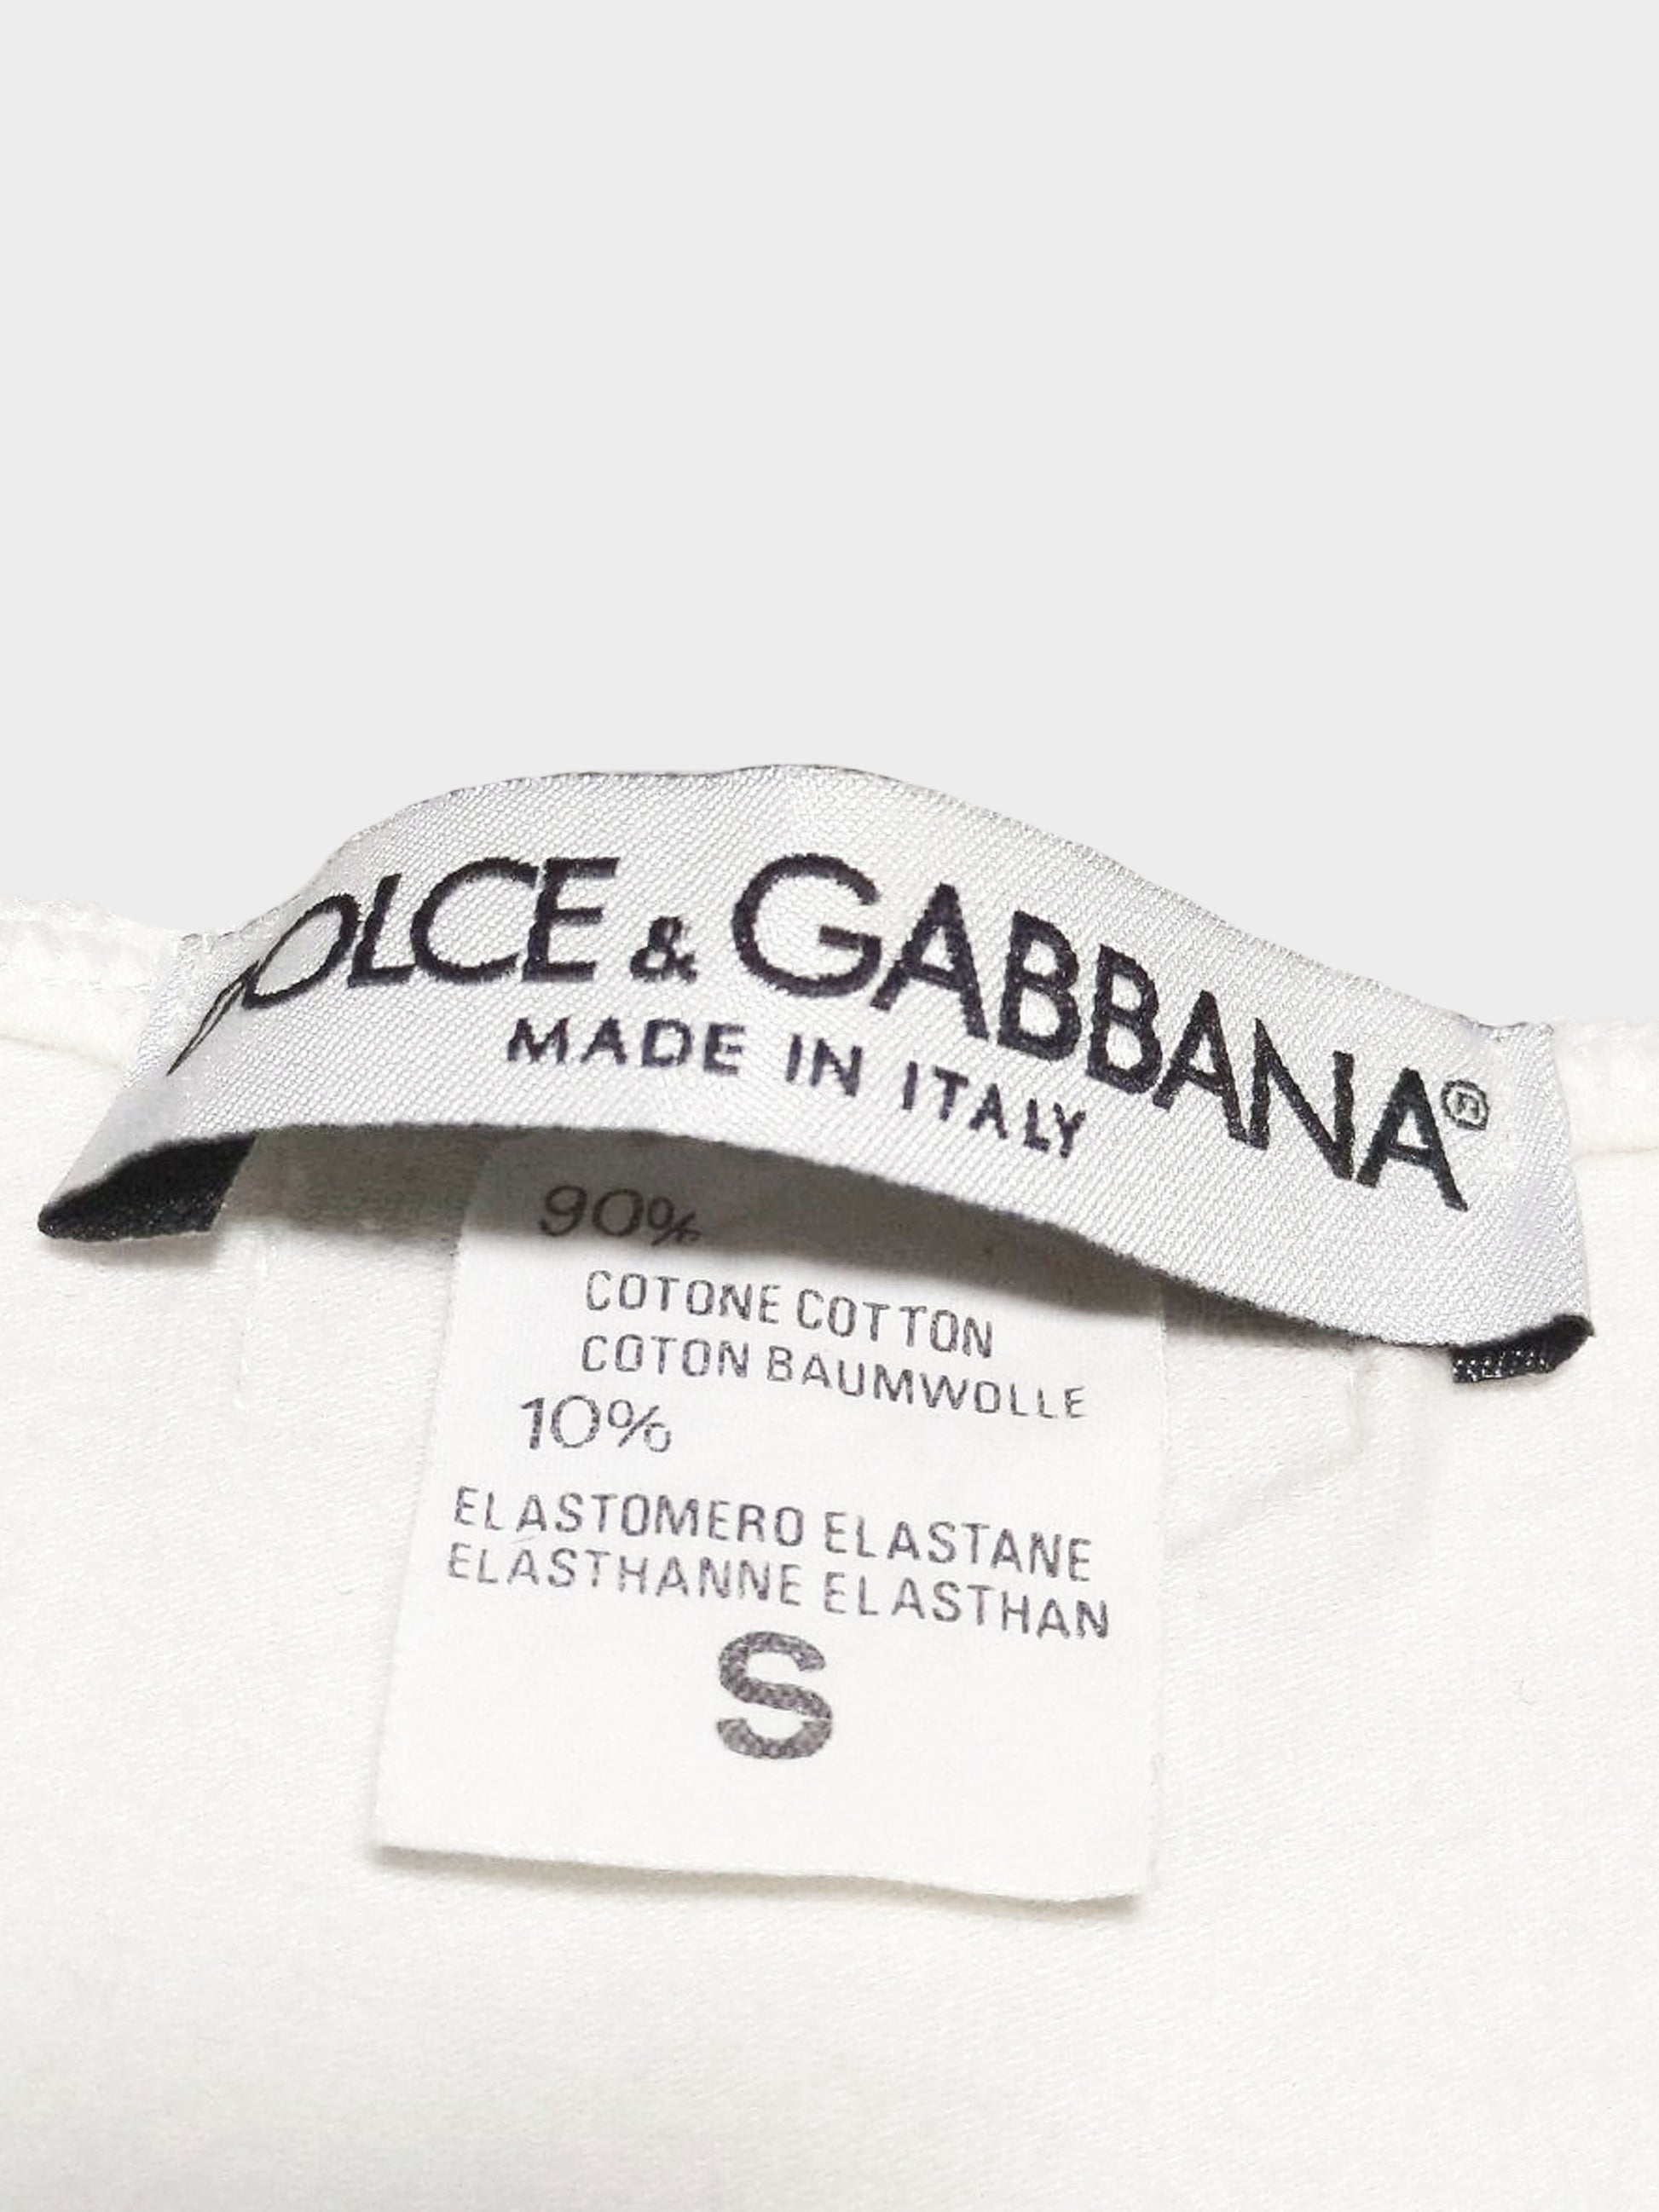 DOLCE & GABBANA®
MADE IN ITALY
90%
COTONE COTTON
COTON BAUMWOLLE
10%
ELASTOMERO ELASTANE
ELASTHANNE ELASTHAN
S